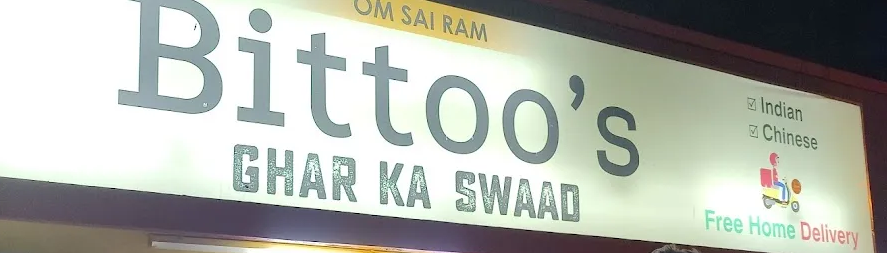 OM SAI RAM
Bittoo's
GHAR KA SWAAD
☑ Indian
☑ Chinese
Free Home Delivery